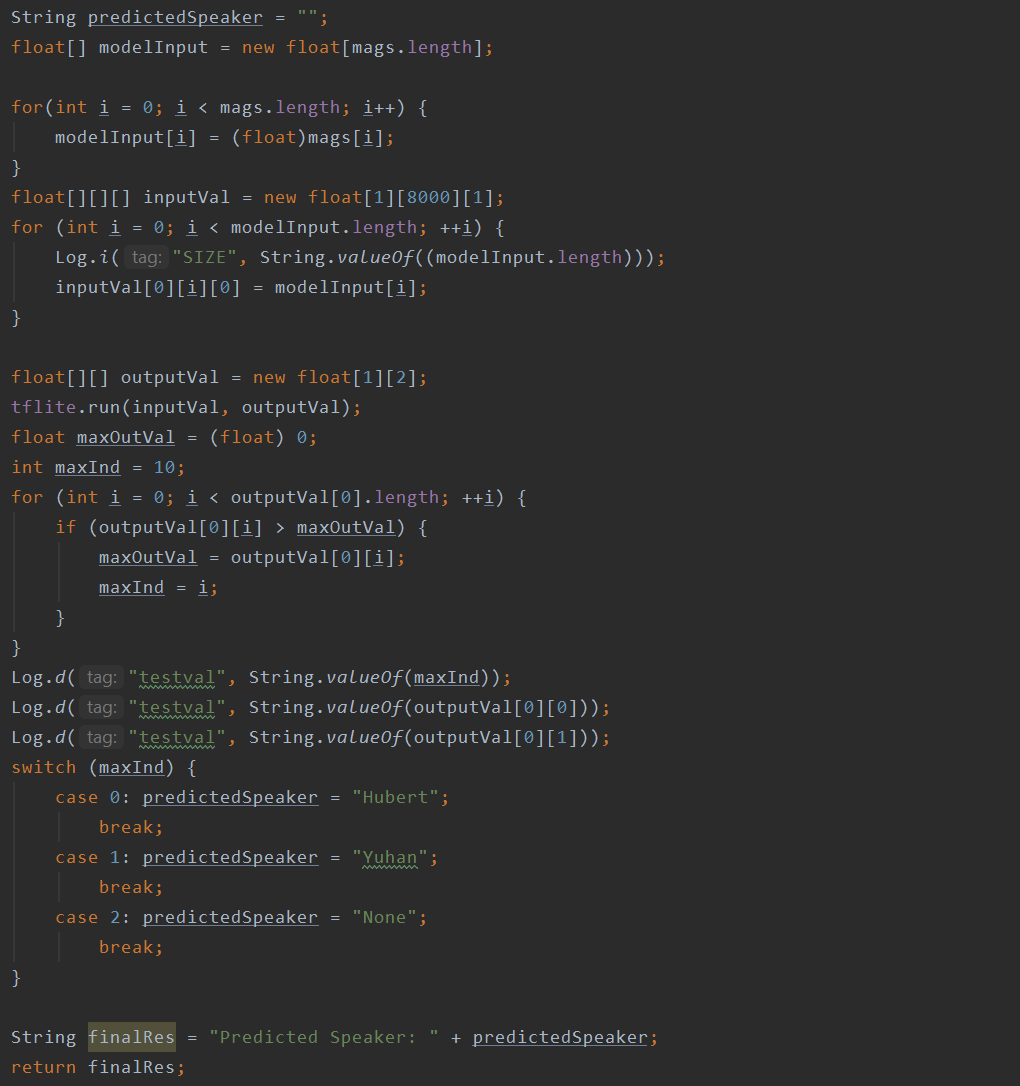 String predictedSpeaker = "";
float[] modelInput = new float[mags.length];
for(int i = 0; i < mags.length; i++) {
    modelInput[i] = (float)mags[i];
}
float[][][] inputVal = new float[1][8000][1];
for (int i = 0; i < modelInput.length; ++i) {
    Log.i( tag: "SIZE", String.valueOf((modelInput.length)));
    inputVal[0][i][0] = modelInput[i];
}
float[][] outputVal = new float[1][2];
tflite.run(inputVal, outputVal);
float maxOutVal = (float) 0;
int maxInd = 10;
for (int i = 0; i < outputVal[0].length; ++i) {
    if (outputVal[0][i] > maxOutVal) {
        maxOutVal = outputVal[0][i];
        maxInd = i;
    }
}
Log.d( tag: "testval", String.valueOf(maxInd));
Log.d( tag: "testval", String.valueOf(outputVal[0][0]));
Log.d( tag: "testval", String.valueOf(outputVal[0][1]));
switch (maxInd) {
    case 0: predictedSpeaker = "Hubert";
        break;
    case 1: predictedSpeaker = "Yuhan";
        break;
    case 2: predictedSpeaker = "None";
        break;
}
String finalRes = "Predicted Speaker: " + predictedSpeaker;
return finalRes;